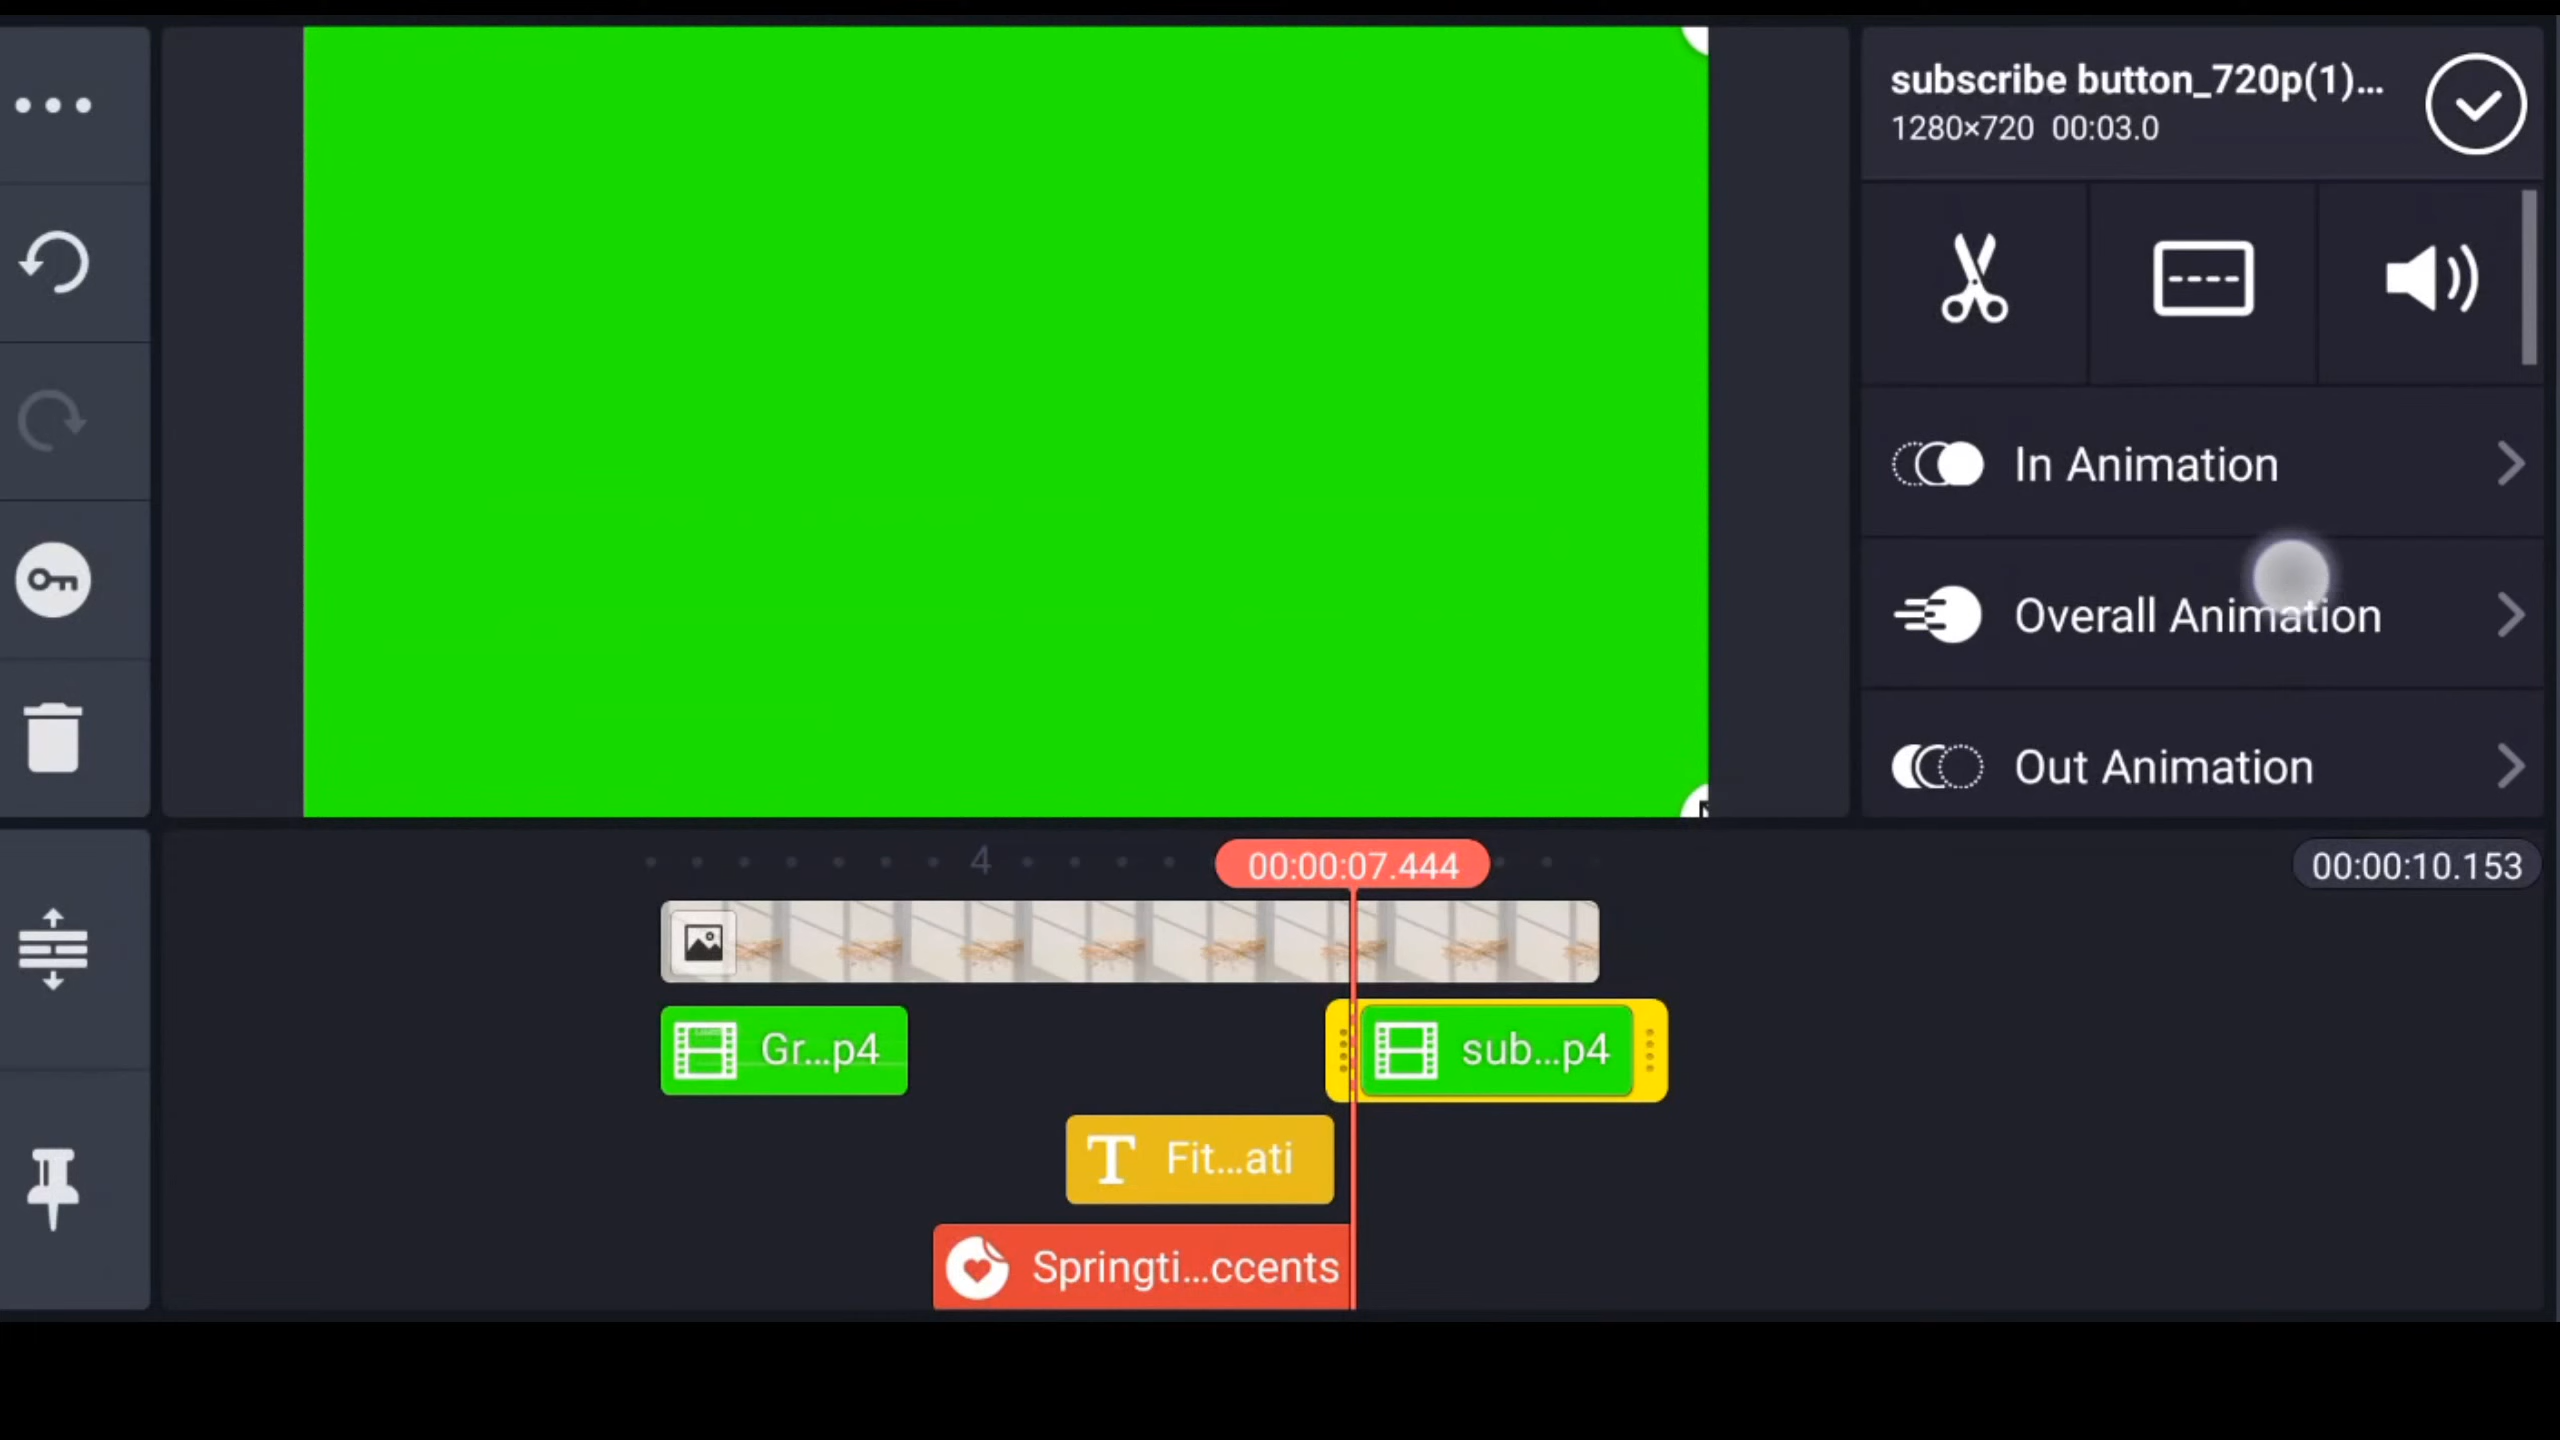 subscribe button_720p(1)...
1280×720 00:03.0
In Animation
Overall Animation
Out Animation
4
00:00:07.444
00:00:10.153
Gr...p4
sub...p4
T Fit...ati
Springti...ccents